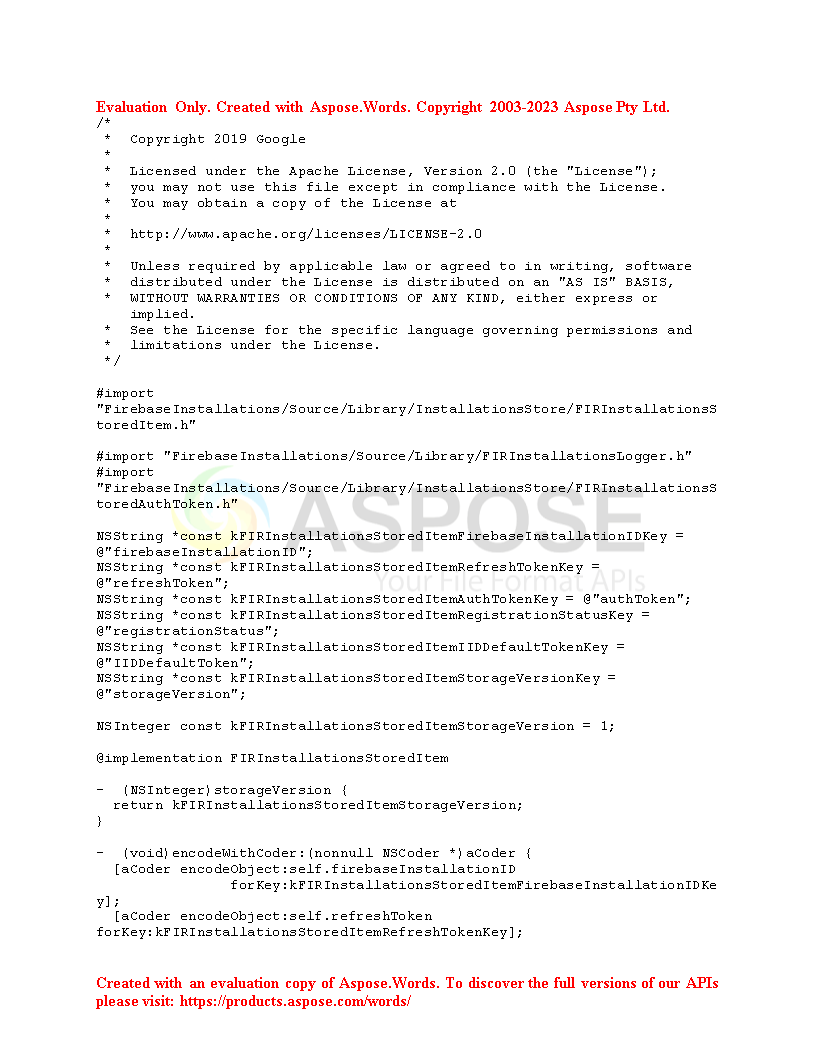 Evaluation Only. Created with Aspose.Words. Copyright 2003-2023 Aspose Pty Ltd.
/*
 *  Copyright 2019 Google
 *
 *  Licensed under the Apache License, Version 2.0 (the "License");
 *  you may not use this file except in compliance with the License.
 *  You may obtain a copy of the License at
 *
 *  http://www.apache.org/licenses/LICENSE-2.0
 *
 *  Unless required by applicable law or agreed to in writing, software
 *  distributed under the License is distributed on an "AS IS" BASIS,
 *  WITHOUT WARRANTIES OR CONDITIONS OF ANY KIND, either express or
    implied.
 *  See the License for the specific language governing permissions and
 *  limitations under the License.
 */

#import
"FirebaseInstallations/Source/Library/InstallationsStore/FIRInstallationsS
toredItem.h"

#import "FirebaseInstallations/Source/Library/FIRInstallationsLogger.h"
#import
"FirebaseInstallations/Source/Library/InstallationsStore/FIRInstallationsS
toredAuthToken.h"
ASPOSE
NSString *const kFIRInstallationsStoredItemFirebaseInstallationIDKey =
@"firebaseInstallationID";
NSString *const kFIRInstallationsStoredItemRefreshTokenKey =
Your File Format APIs
@"refreshToken";
NSString *const kFIRInstallationsStoredItemAuthTokenKey = @"authToken";
NSString *const kFIRInstallationsStoredItemRegistrationStatusKey =
@"registrationStatus";
NSString *const kFIRInstallationsStoredItemIIDDefaultTokenKey =
@"IIDDefaultToken";
NSString *const kFIRInstallationsStoredItemStorageVersionKey =
@"storageVersion";

NSInteger const kFIRInstallationsStoredItemStorageVersion = 1;

@implementation FIRInstallationsStoredItem

-  (NSInteger)storageVersion {
  return kFIRInstallationsStoredItemStorageVersion;
}

-  (void)encodeWithCoder:(nonnull NSCoder *)aCoder {
  [aCoder encodeObject:self.firebaseInstallationID
                forKey:kFIRInstallationsStoredItemFirebaseInstallationIDKe
y];
  [aCoder encodeObject:self.refreshToken
forKey:kFIRInstallationsStoredItemRefreshTokenKey];

Created with an evaluation copy of Aspose.Words. To discover the full versions of our APIs
please visit: https://products.aspose.com/words/